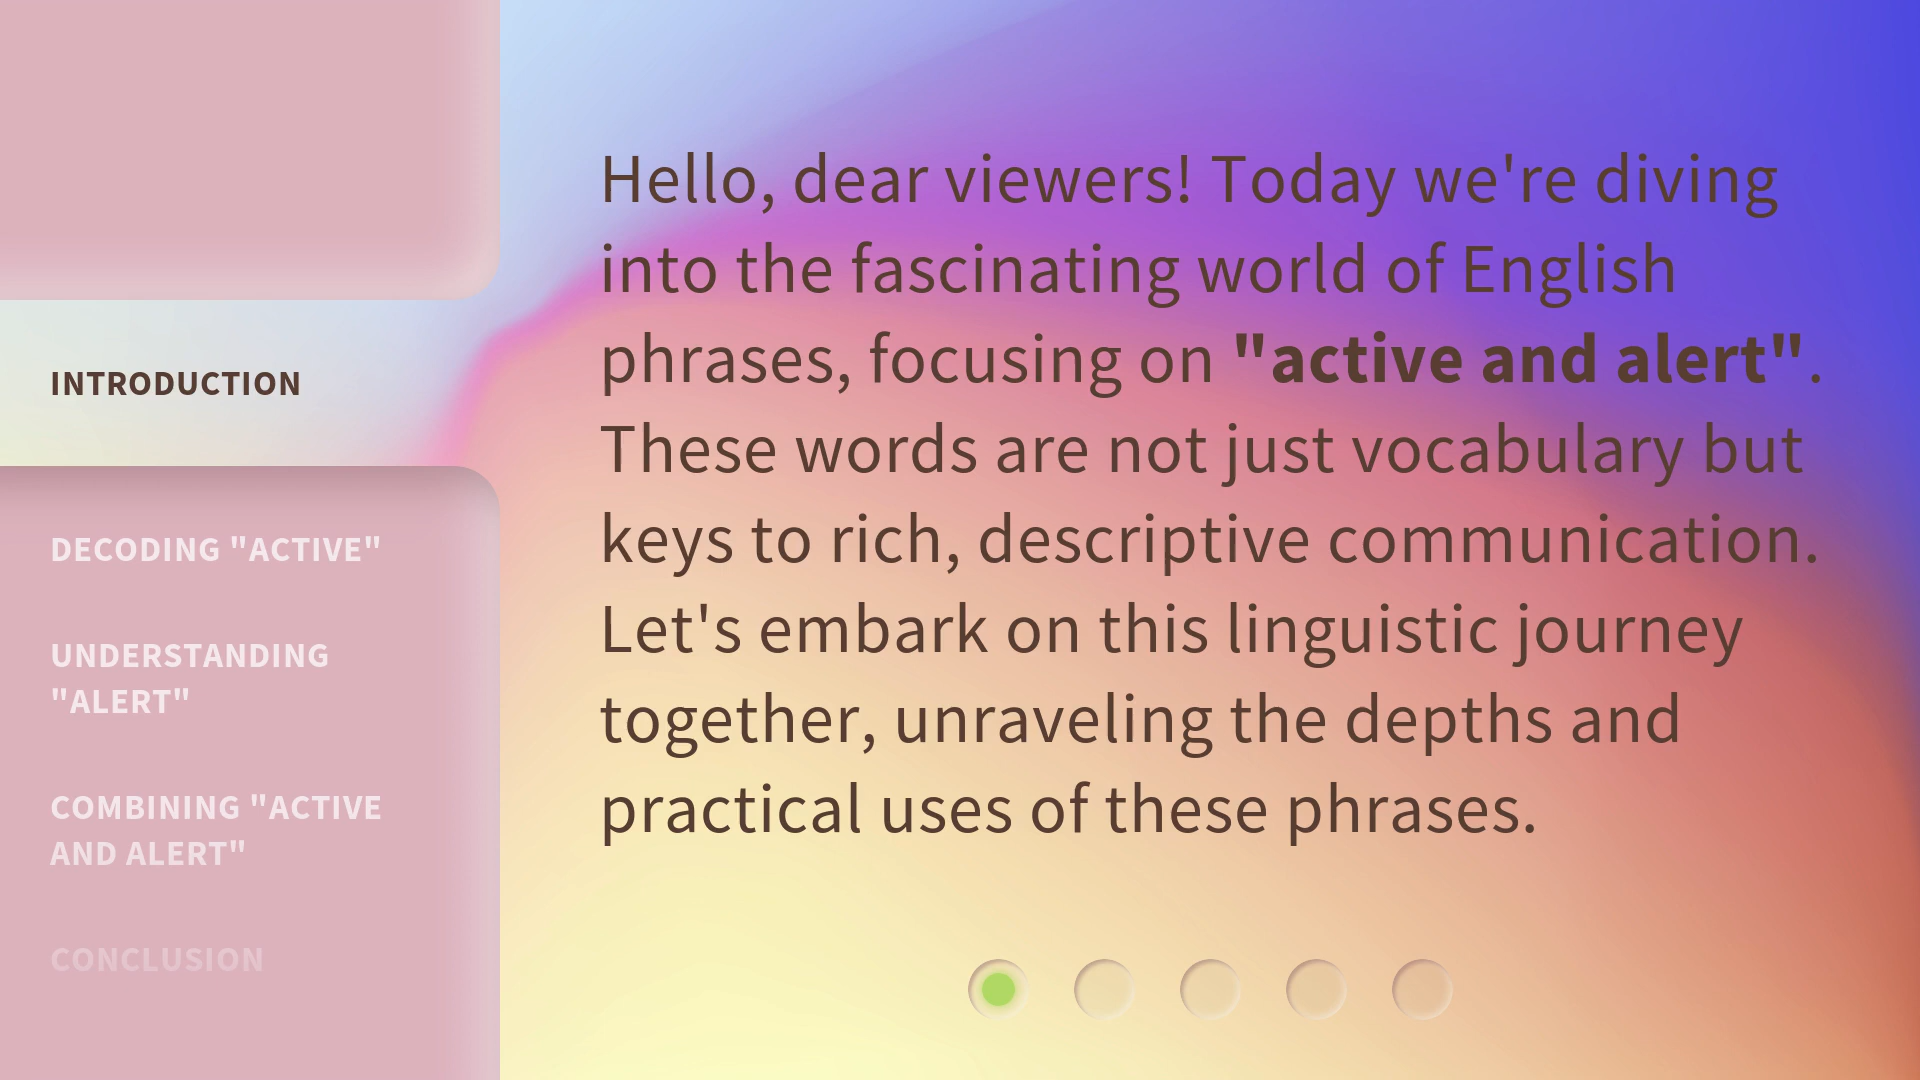 INTRODUCTION
DECODING "ACTIVE"
UNDERSTANDING
"ALERT"
COMBINING "ACTIVE
AND ALERT"
CONCLUSION
Hello, dear viewers! Today we're diving
into the fascinating world of English
phrases, focusing on "active and alert".
These words are not just vocabulary but
keys to rich, descriptive communication.
Let's embark on this linguistic journey
together, unraveling the depths and
practical uses of these phrases.